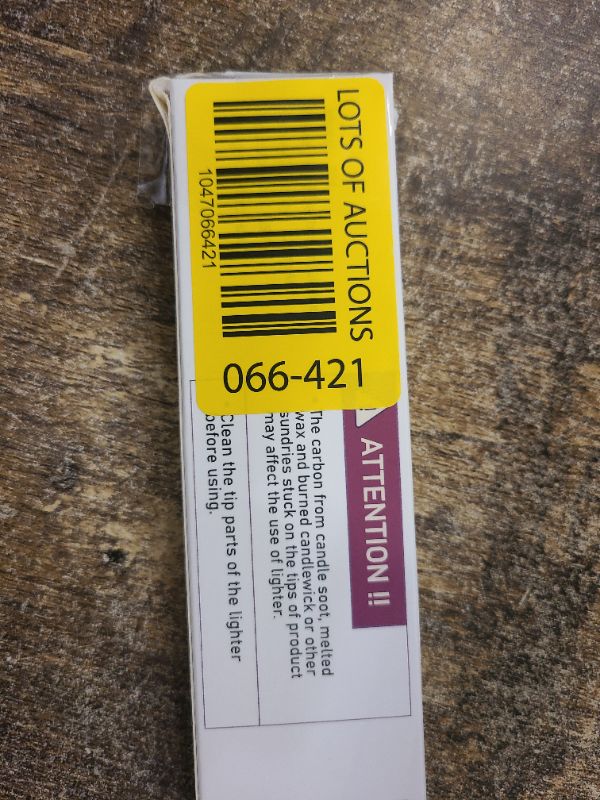 LOTS OF AUCTIONS
1047066421
066-421
ATTENTION !!
The carbon from candle soot, melted
wax and burned candlewick or other
sundries stuck on the tips of product
may affect the use of lighter.
Clean the tip parts of the lighter
before using.